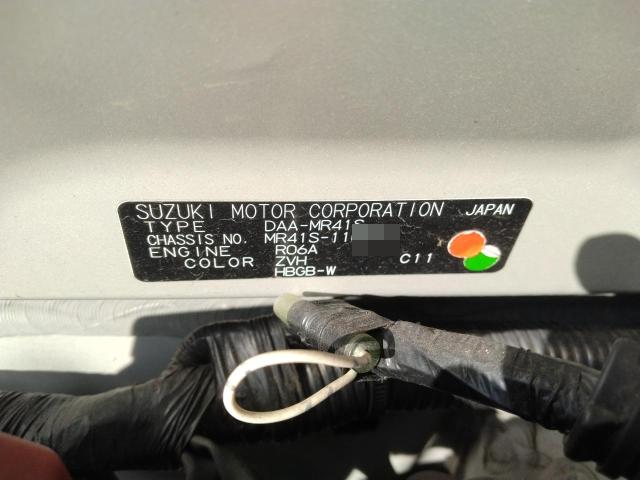 SUZUKI MOTOR CORPORATION JAPAN
TYPE DAA-MR41S
CHASSIS NO. MR41S-11
ENGINE R06A
COLOR ZVH C11
HBGB-W